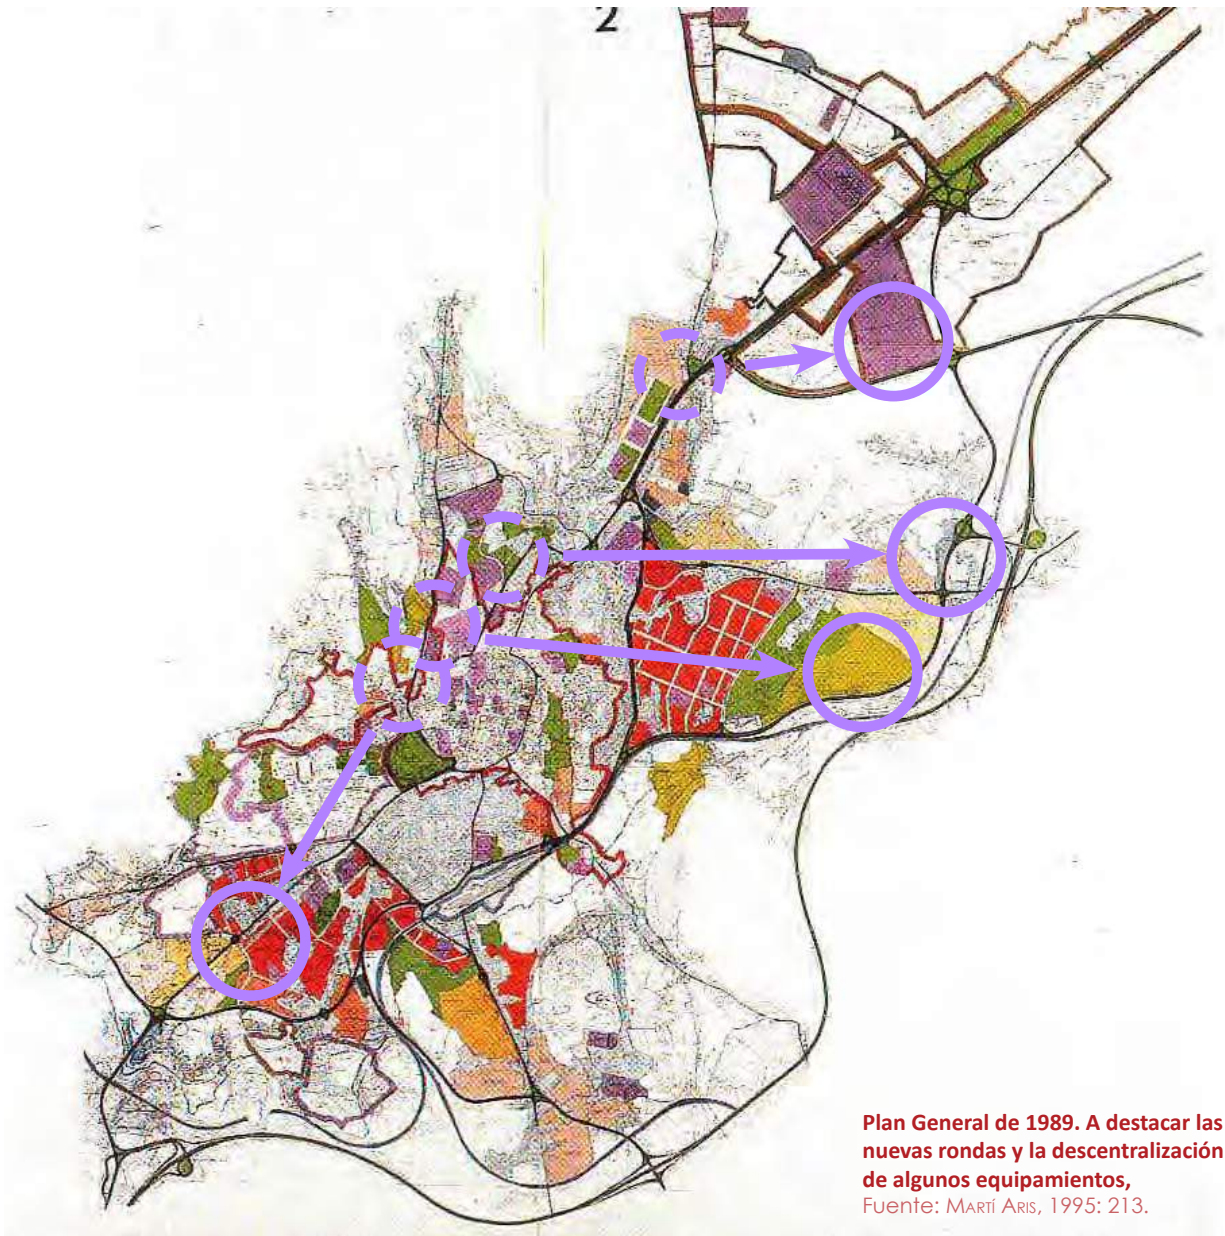 2
Plan General de 1989. A destacar las
nuevas rondas y la descentralización
de algunos equipamientos,
Fuente: Martí Aris, 1995: 213.